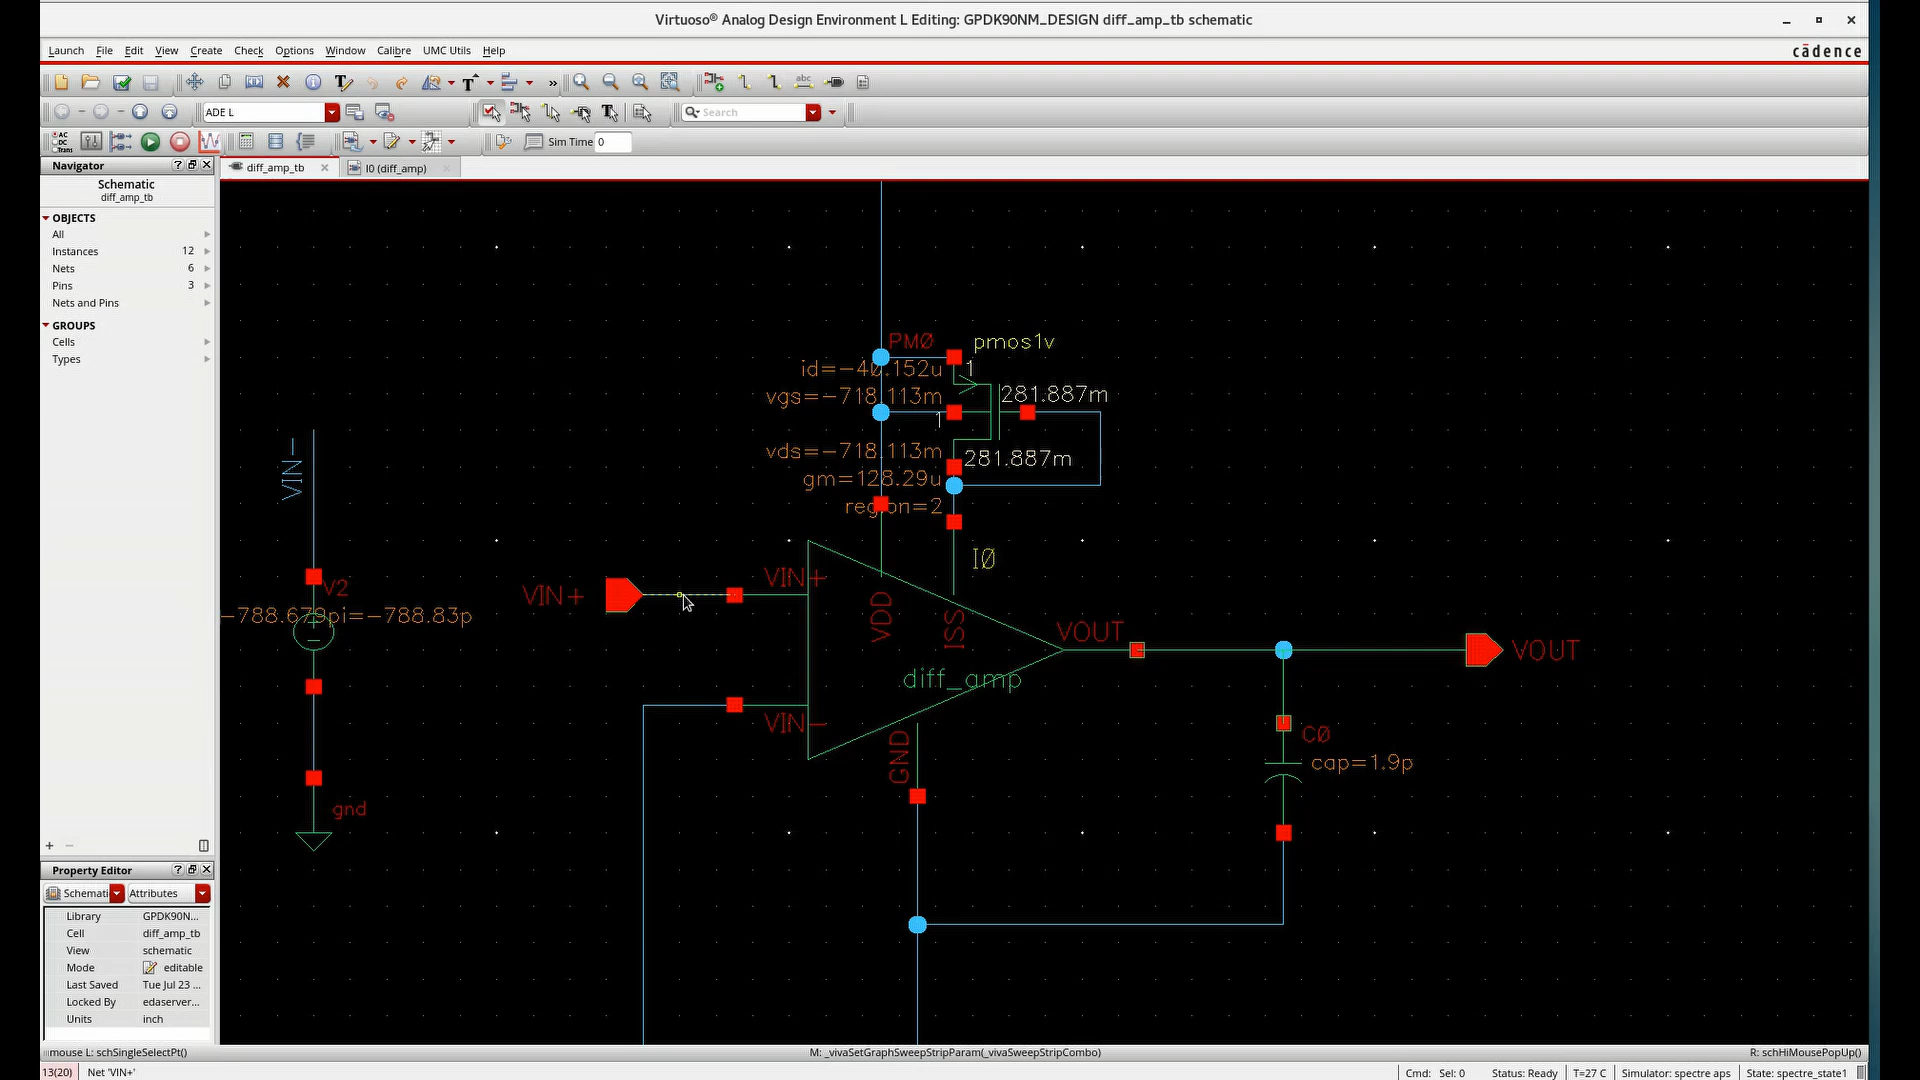 Virtuoso® Analog Design Environment L Editing: GPDK90NM_DESIGN diff_amp_tb schematic
Launch File Edit View Create Check Options Window Calibre UMC Utils Help
cādence
ADE L
Search
AC
DC
Trans
Sim Time 0
Navigator
diff_amp_tb
I0 (diff_amp)
Schematic
diff_amp_tb
OBJECTS
All
Instances 12
Nets 6
Pins 3
Nets and Pins
GROUPS
Cells
Types
PM0
pmos1v
id=-40.152u
1
vgs=-718.113m
281.887m
1
vds=-718.113m
281.887m
gm=128.29u
region=2
VIN-
I0
V2
VIN+
VIN+
VDD
ISS
-788.679pi=-788.83p
VOUT
VOUT
diff_amp
VIN-
GND
C0
cap=1.9p
gnd
Property Editor
Schemati
Attributes
Library GPDK90N...
Cell diff_amp_tb
View schematic
Mode editable
Last Saved Tue Jul 23 ...
Locked By edaserver...
Units inch
mouse L: schSingleSelectPt()
M: _vivaSetGraphSweepStripParam(_vivaSweepStripCombo)
R: schHiMousePopUp()
13(20) Net 'VIN+'
Cmd: Sel: 0 Status: Ready T=27 C Simulator: spectre aps State: spectre_state1